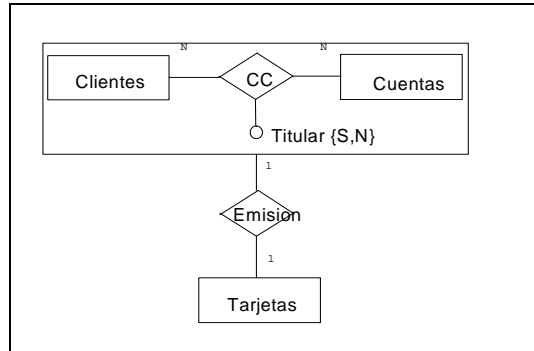 N N
Clientes CC Cuentas
Titular {S,N}
1
Emision
1
Tarjetas